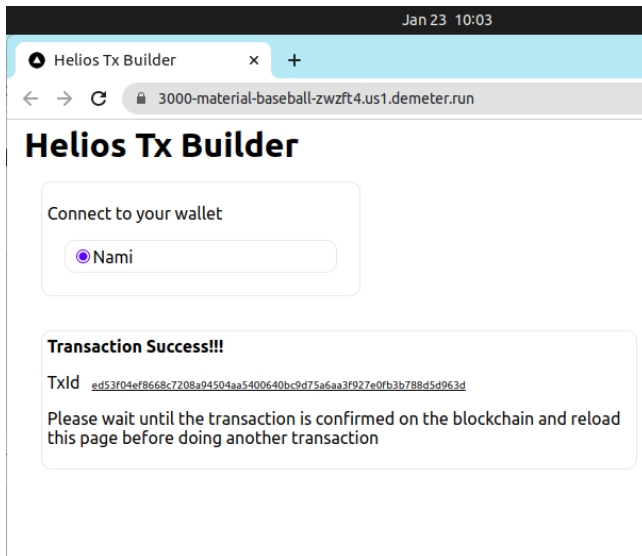 Jan 23 10:03
Helios Tx Builder
3000-material-baseball-zwzft4.us1.demeter.run
Helios Tx Builder
Connect to your wallet
Nami
Transaction Success!!!
TxId ed53f04ef8668c7208a94504aa5400640bc9d75a6aa3f927e0fb3b788d5d963d
Please wait until the transaction is confirmed on the blockchain and reload
this page before doing another transaction